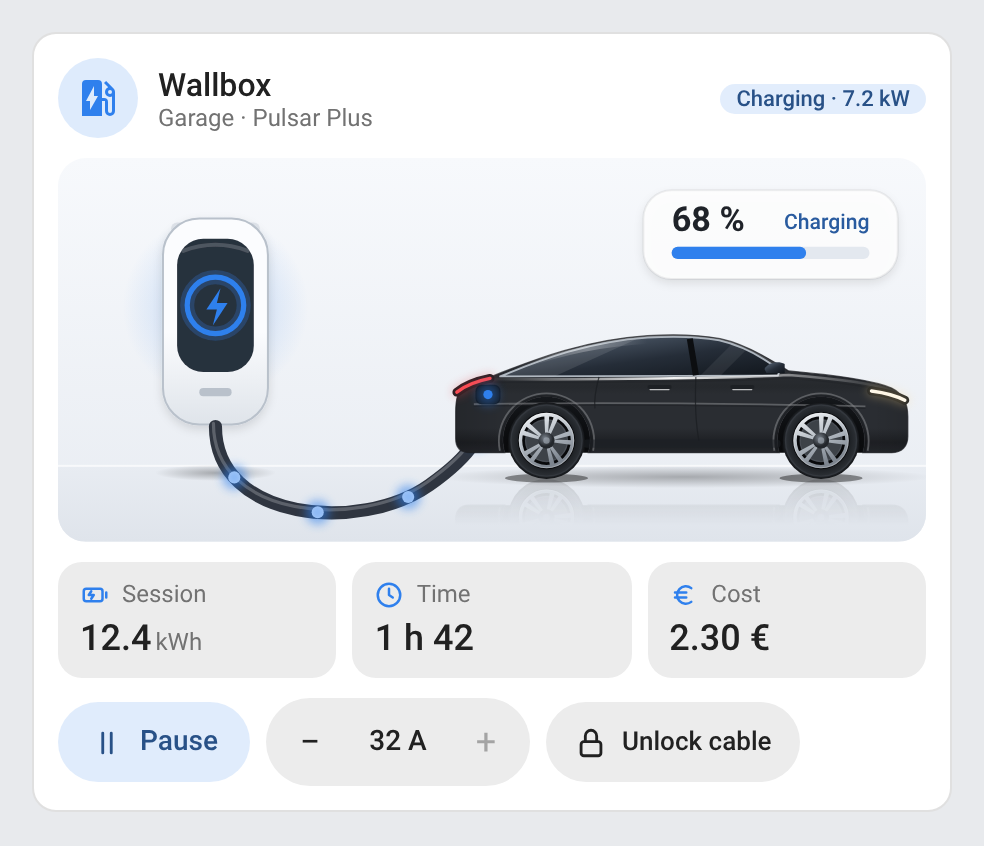 Wallbox
Garage · Pulsar Plus
Charging · 7.2 kW
68 % Charging
Session
12.4 kWh
Time
1 h 42
Cost
2.30 €
Pause
− 32 A +
Unlock cable